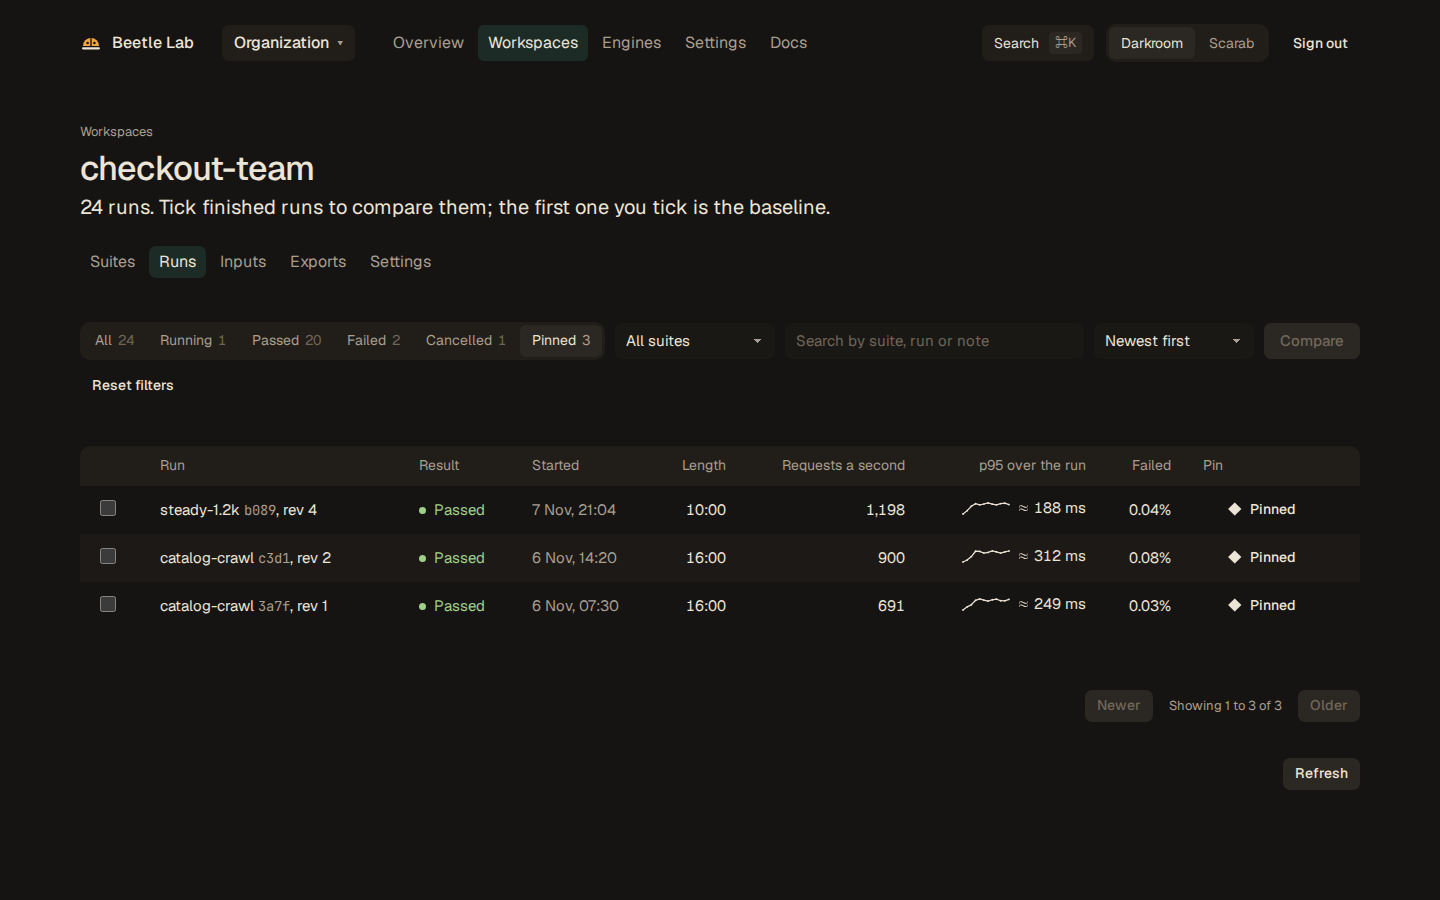 Beetle Lab Organization Overview Workspaces Engines Settings Docs Search ⌘K Darkroom Scarab Sign out
Workspaces
checkout-team
24 runs. Tick finished runs to compare them; the first one you tick is the baseline.
Suites Runs Inputs Exports Settings
All 24 Running 1 Passed 20 Failed 2 Cancelled 1 Pinned 3 All suites Search by suite, run or note Newest first Compare
Reset filters
Run Result Started Length Requests a second p95 over the run Failed Pin
steady-1.2k b089, rev 4 Passed 7 Nov, 21:04 10:00 1,198 ≈ 188 ms 0.04% Pinned
catalog-crawl c3d1, rev 2 Passed 6 Nov, 14:20 16:00 900 ≈ 312 ms 0.08% Pinned
catalog-crawl 3a7f, rev 1 Passed 6 Nov, 07:30 16:00 691 ≈ 249 ms 0.03% Pinned
Newer Showing 1 to 3 of 3 Older
Refresh